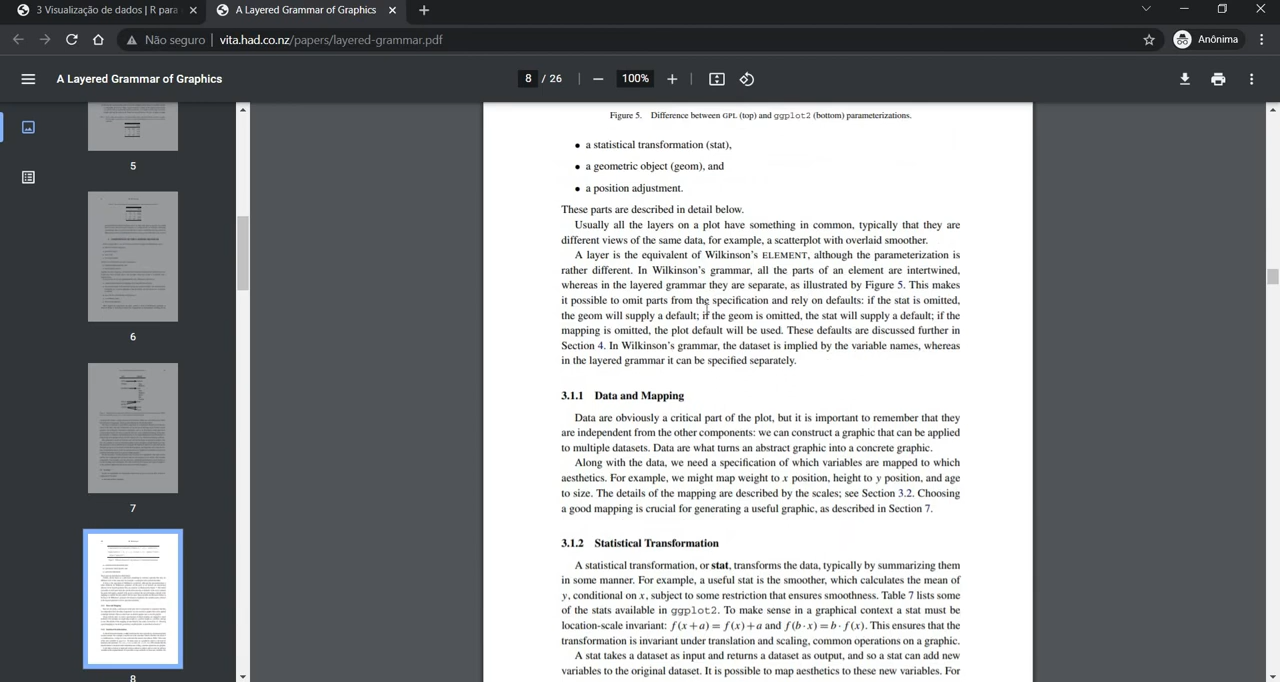 3 Visualização de dados | R para
A Layered Grammar of Graphics
Não seguro | vita.had.co.nz/papers/layered-grammar.pdf
Anônima
A Layered Grammar of Graphics
8 / 26
100%
5
6
7
8
Figure 5. Difference between GPL (top) and ggplot2 (bottom) parameterizations.
• a statistical transformation (stat),
• a geometric object (geom), and
• a position adjustment.
These parts are described in detail below.
Usually all the layers on a plot have something in common, typically that they are
different views of the same data, for example, a scatterplot with overlaid smoother.
A layer is the equivalent of Wilkinson's ELEMENT, although the parameterization is
rather different. In Wilkinson's grammar, all the parts of an element are intertwined,
whereas in the layered grammar they are separate, as illustrated by Figure 5. This makes
it possible to omit parts from the specification and rely on defaults: if the stat is omitted,
the geom will supply a default; if the geom is omitted, the stat will supply a default; if the
mapping is omitted, the plot default will be used. These defaults are discussed further in
Section 4. In Wilkinson's grammar, the dataset is implied by the variable names, whereas
in the layered grammar it can be specified separately.
3.1.1 Data and Mapping
Data are obviously a critical part of the plot, but it is important to remember that they
are independent from the other components: we can construct a graphic that can be applied
to multiple datasets. Data are what turns an abstract graphic into a concrete graphic.
Along with the data, we need a specification of which variables are mapped to which
aesthetics. For example, we might map weight to x position, height to y position, and age
to size. The details of the mapping are described by the scales; see Section 3.2. Choosing
a good mapping is crucial for generating a useful graphic, as described in Section 7.
3.1.2 Statistical Transformation
A statistical transformation, or stat, transforms the data, typically by summarizing them
in some manner. For example, a useful stat is the smoother, which calculates the mean of
y, conditional on x, subject to some restriction that ensures smoothness. Table 7 lists some
of the stats available in ggplot2. To make sense in a graphical context a stat must be
location-scale invariant: f(x+a) = f(x)+a and f(b·x) = b·f(x). This ensures that the
transformation is invariant under translation and scaling, common operations on a graphic.
A stat takes a dataset as input and returns a dataset as output, and so a stat can add new
variables to the original dataset. It is possible to map aesthetics to these new variables. For